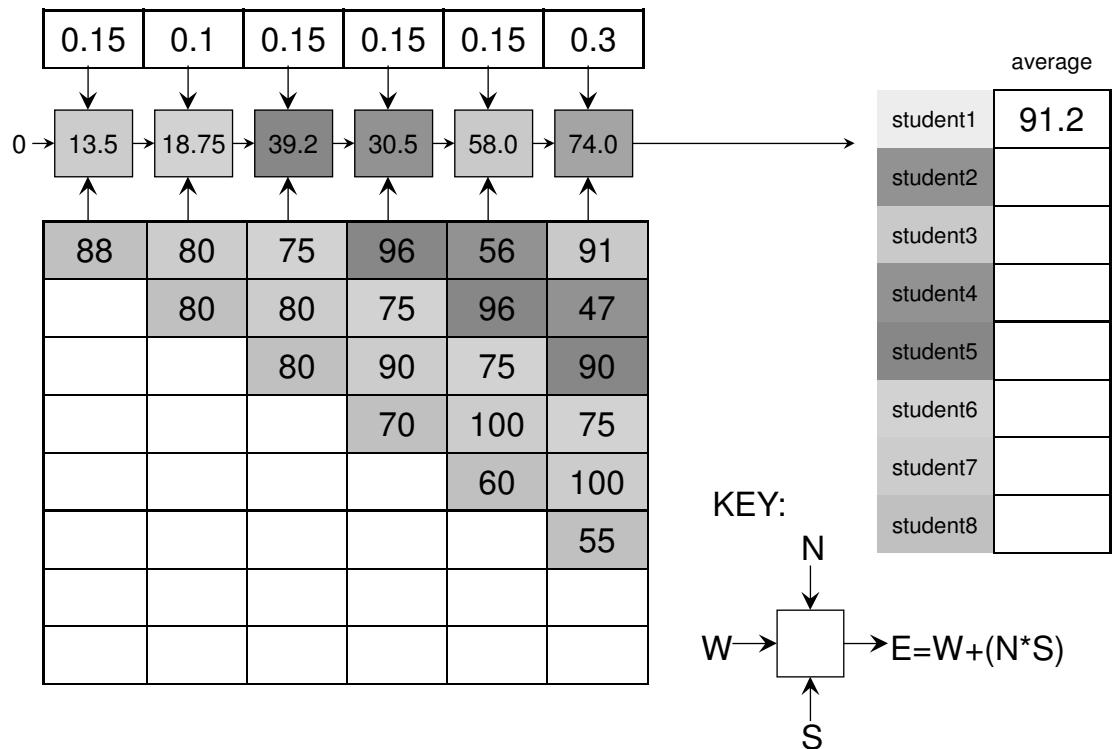 0.15 0.1 0.15 0.15 0.15 0.3
average
0 13.5 18.75 39.2 30.5 58.0 74.0
student1 91.2
student2
student3
student4
student5
student6
student7
student8
88 80 75 96 56 91
80 80 75 96 47
80 90 75 90
70 100 75
60 100
55
KEY:
N
W E=W+(N*S)
S